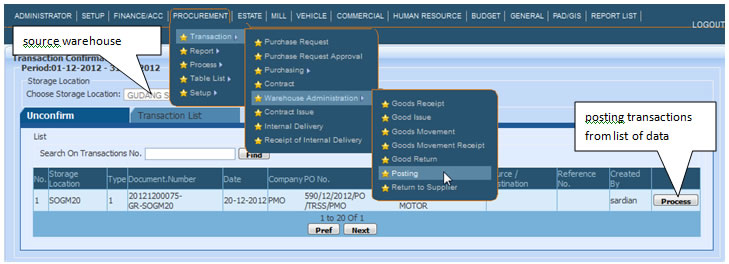 ADMINISTRATOR | SETUP | FINANCE/ACC | PROCUREMENT | ESTATE | MILL | VEHICLE | COMMERCIAL | HUMAN RESOURCE | BUDGET | GENERAL | PAD/GIS | REPORT LIST |
LOGOUT
source warehouse
Transaction
Report
Process
Table List
Setup
Purchase Request
Purchase Request Approval
Purchasing
Contract
Warehouse Administration
Contract Issue
Internal Delivery
Receipt of Internal Delivery
Goods Receipt
Good Issue
Goods Movement
Goods Movement Receipt
Good Return
Posting
Return to Supplier
posting transactions
from list of data
Transaction Confirma
Period:01-12-2012 - 2012
Storage Location
Choose Storage Location: GUDANG S
Unconfirm Transaction List
List
Search On Transactions No. Find
No. Storage Location Type Document.Number Date Company PO No. Reference No. Created By
1 SOGM20 1 20121200075-GR-SOGM20 20-12-2012 PMO 590/12/2012/PO/TRSS/PMO MOTOR sardian Process
1 to 20 Of 1
Pref Next